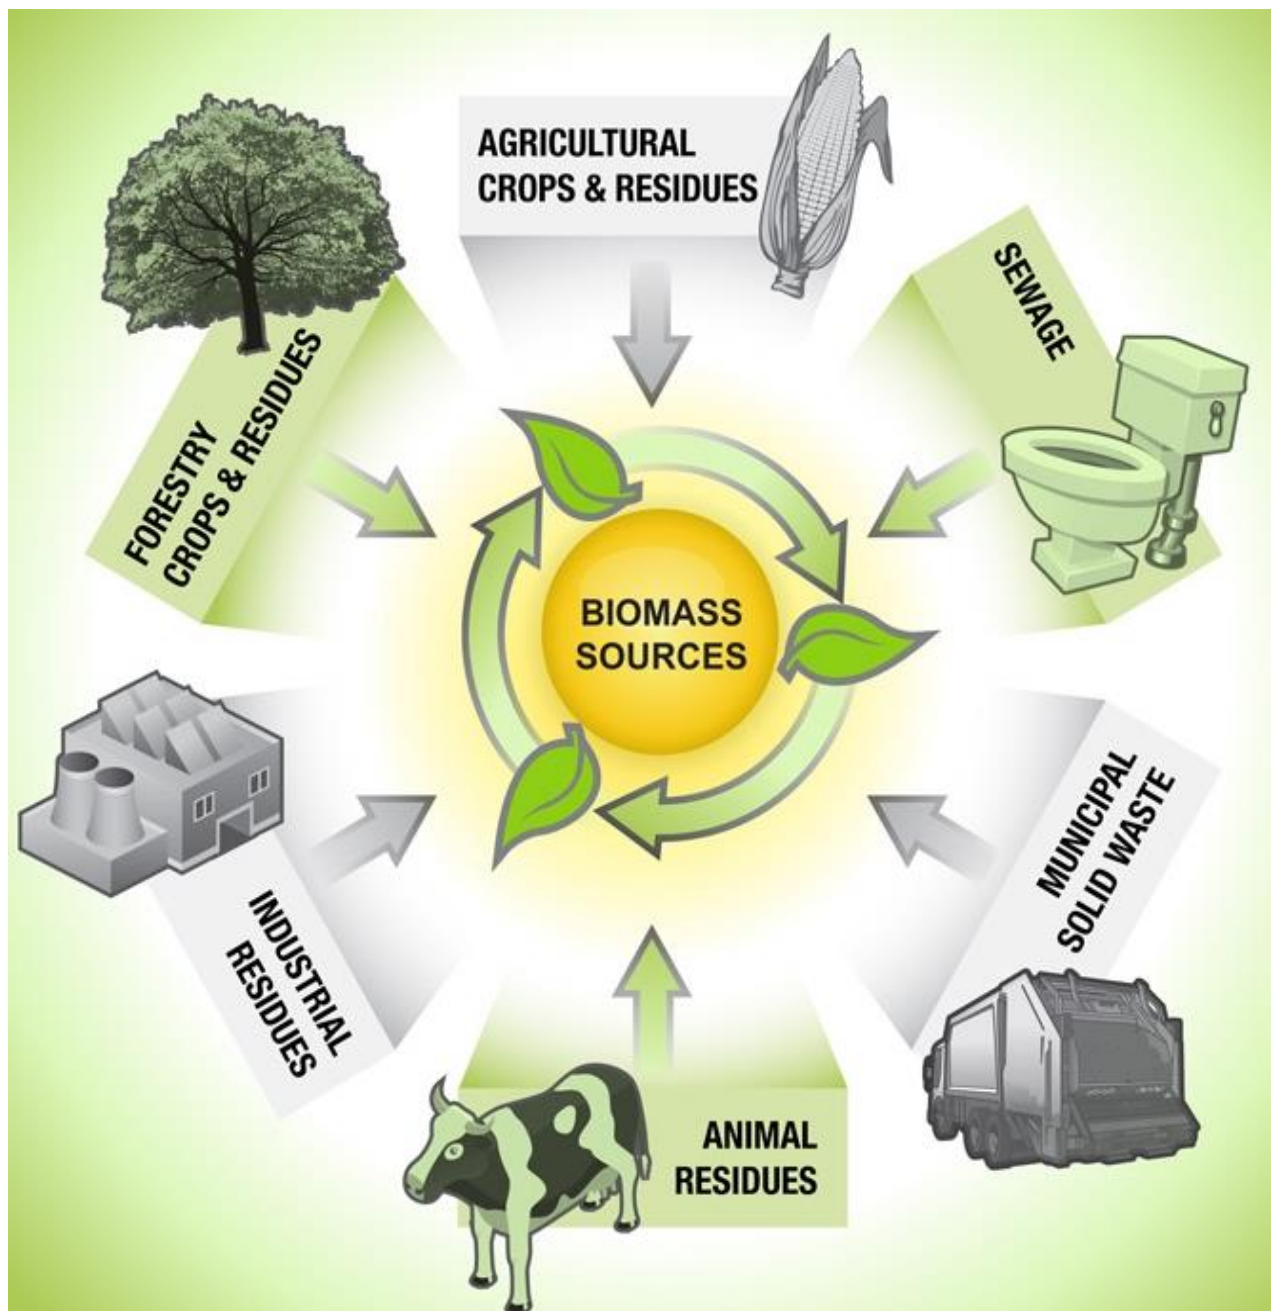 AGRICULTURAL
CROPS & RESIDUES
SEWAGE
FORESTRY
CROPS & RESIDUES
BIOMASS
SOURCES
MUNICIPAL
SOLID WASTE
INDUSTRIAL
RESIDUES
ANIMAL
RESIDUES